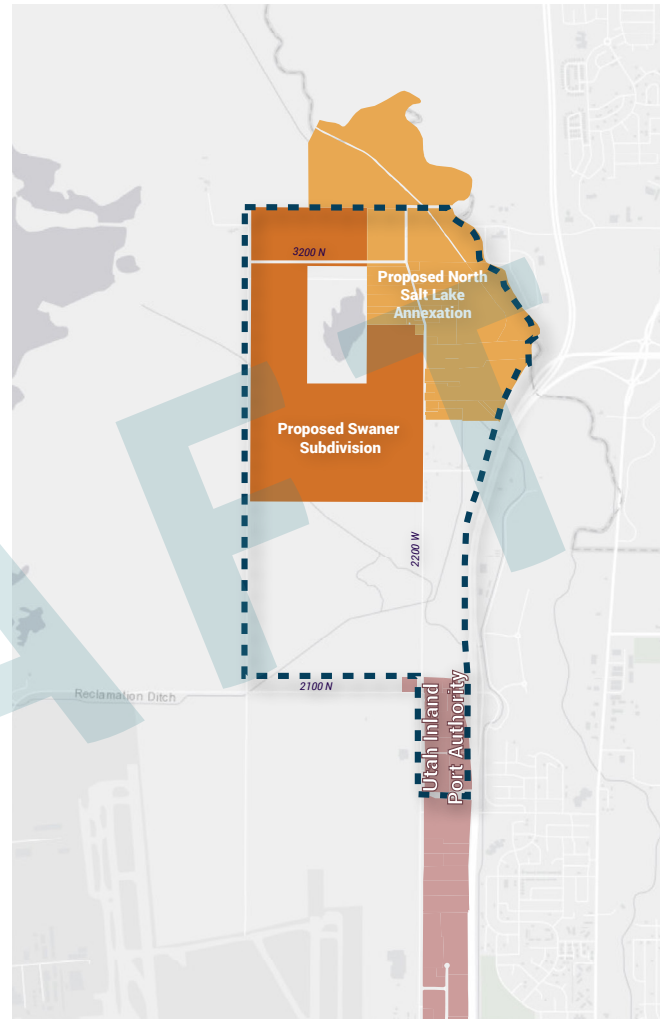 3200 N
Proposed North
Salt Lake
Annexation
Proposed Swaner
Subdivision
2200 W
2100 N
Reclamation Ditch
Utah Inland
Port Authority